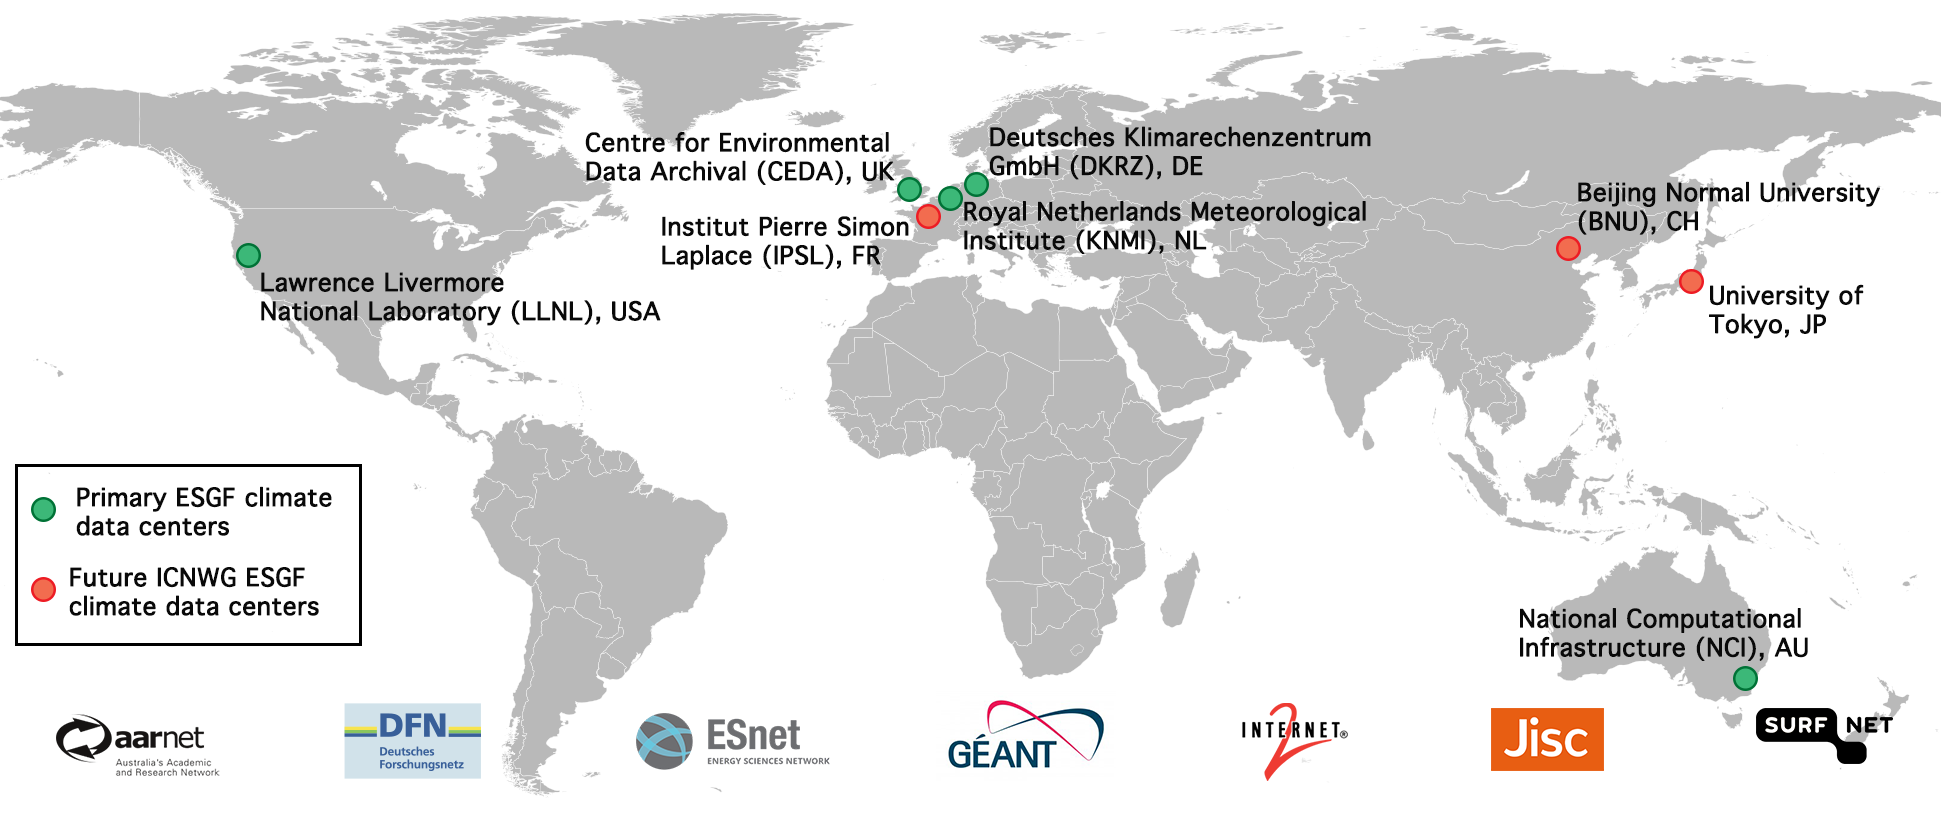 Centre for Environmental
Data Archival (CEDA), UK
Deutsches Klimarechenzentrum
GmbH (DKRZ), DE
Institut Pierre Simon
Laplace (IPSL), FR
Royal Netherlands Meteorological
Institute (KNMI), NL
Beijing Normal University
(BNU), CH
Lawrence Livermore
National Laboratory (LLNL), USA
University of
Tokyo, JP
Primary ESGF climate
data centers
Future ICNWG ESGF
climate data centers
National Computational
Infrastructure (NCI), AU
aarnet
Australia's Academic
and Research Network
DFN
Deutsches
Forschungsnetz
ESnet
ENERGY SCIENCES NETWORK
GÉANT
INTERNET®
2
Jisc
SURF NET